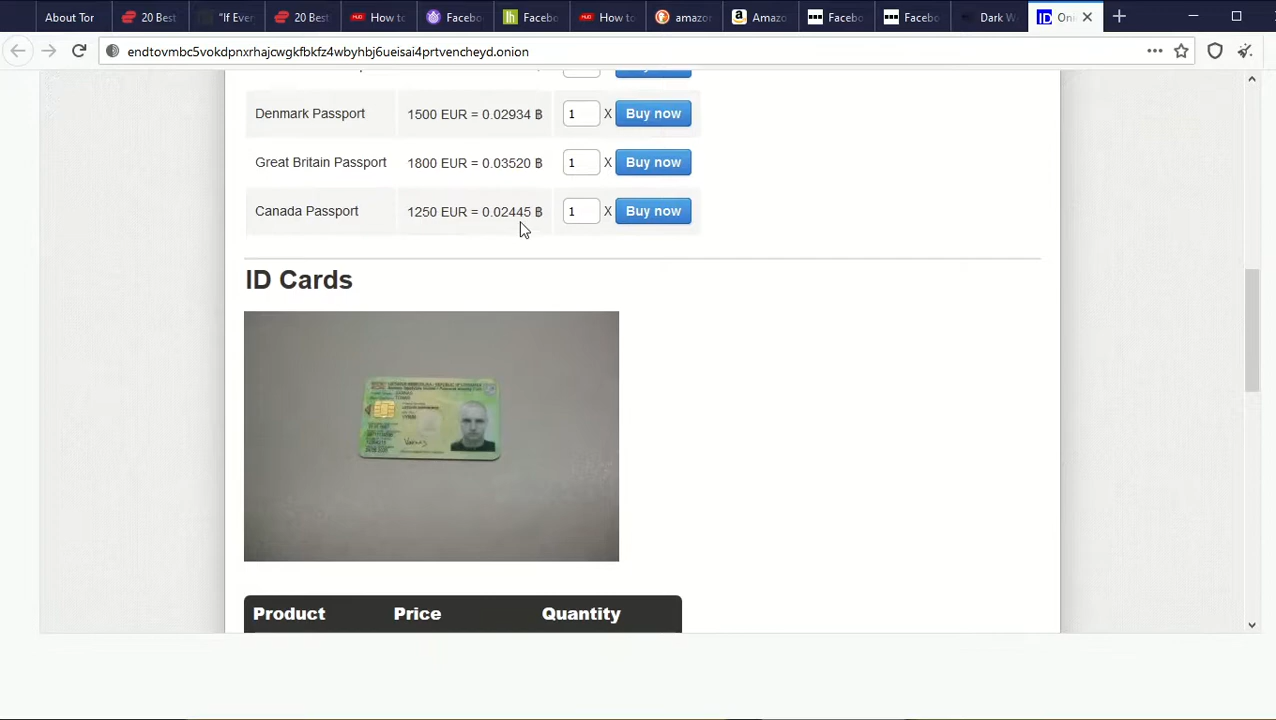 About Tor
20 Best
"If Ever
20 Best
How to
Facebo
Facebo
How to
amazor
Amazo
Facebo
Facebo
Dark W
Oni
endtovmbc5vokdpnxrhajcwgkfbkfz4wbyhbj6ueisai4prtvencheyd.onion
Denmark Passport 1500 EUR = 0.02934 ฿ 1 X Buy now
Great Britain Passport 1800 EUR = 0.03520 ฿ 1 X Buy now
Canada Passport 1250 EUR = 0.02445 ฿ 1 X Buy now
ID Cards
Product Price Quantity